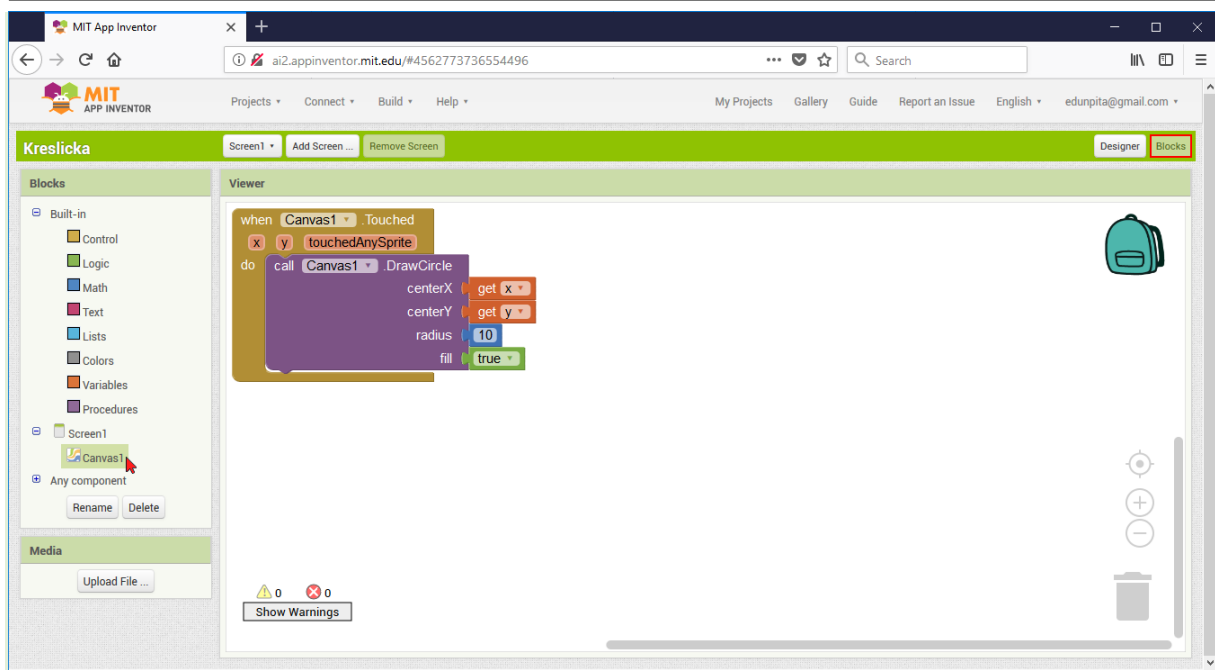 MIT App Inventor
ai2.appinventor.mit.edu/#4562773736554496
Search
MIT
APP INVENTOR
Projects Connect Build Help My Projects Gallery Guide Report an Issue English edunpita@gmail.com
Kreslicka Screen1 Add Screen ... Remove Screen Designer Blocks
Blocks
Viewer
Built-in
Control
Logic
Math
Text
Lists
Colors
Variables
Procedures
Screen1
Canvas1
Any component
Rename Delete
Media
Upload File ...
when Canvas1 .Touched
x y touchedAnySprite
do call Canvas1 .DrawCircle
centerX get x
centerY get y
radius 10
fill true
0 0
Show Warnings